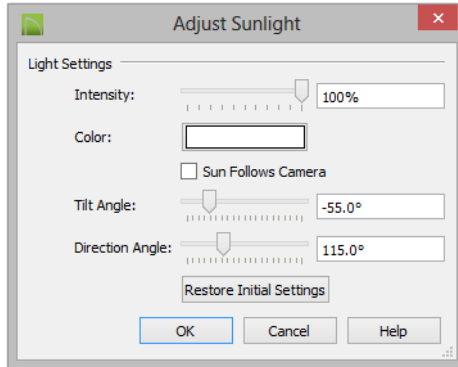 Adjust Sunlight
Light Settings
Intensity: 100%
Color:
Sun Follows Camera
Tilt Angle: -55.0°
Direction Angle: 115.0°
Restore Initial Settings
OK Cancel Help